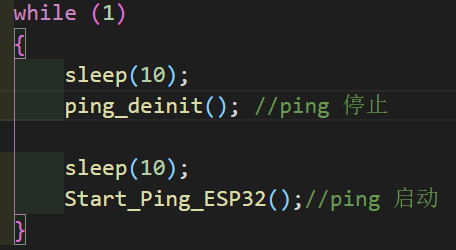 while (1)
{
    sleep(10);
    ping_deinit(); //ping 停止

    sleep(10);
    Start_Ping_ESP32();//ping 启动
}